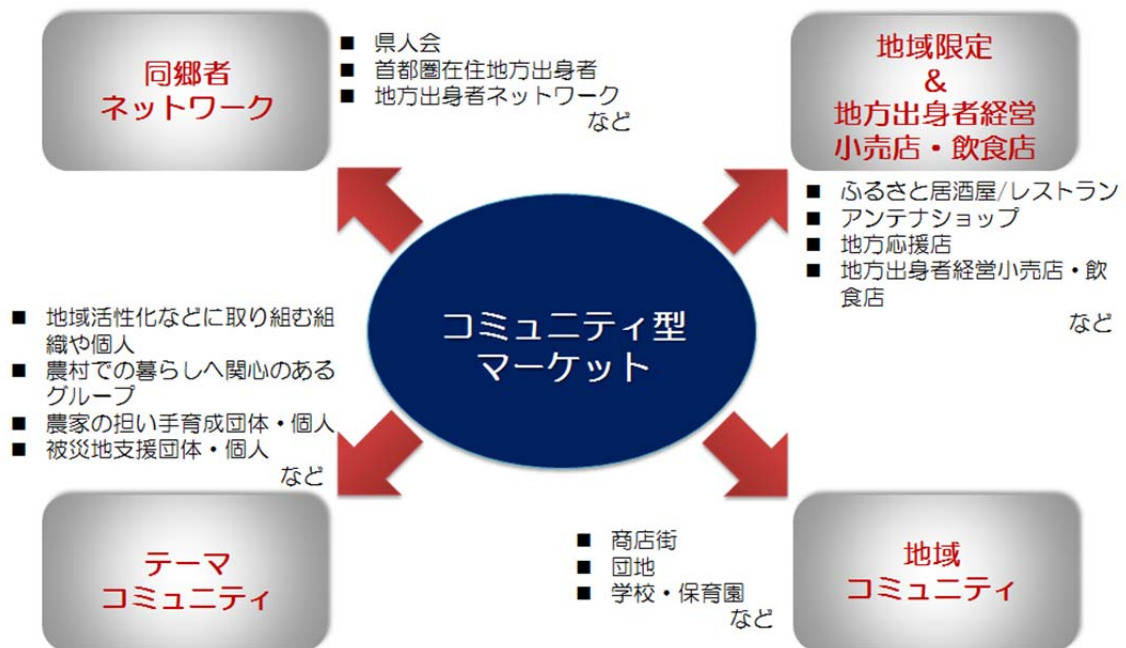 同郷者
ネットワーク
■ 県人会
■ 首都圏在住地方出身者
■ 地方出身者ネットワーク
など
地域限定
&
地方出身者経営
小売店・飲食店
■ ふるさと居酒屋/レストラン
■ アンテナショップ
■ 地方応援店
■ 地方出身者経営小売店・飲
食店
など
コミュニティ型
マーケット
■ 地域活性化などに取り組む組
織や個人
■ 農村での暮らしへ関心のある
グループ
■ 農家の担い手育成団体・個人
■ 被災地支援団体・個人
など
テーマ
コミュニティ
■ 商店街
■ 団地
■ 学校・保育園
など
地域
コミュニティ